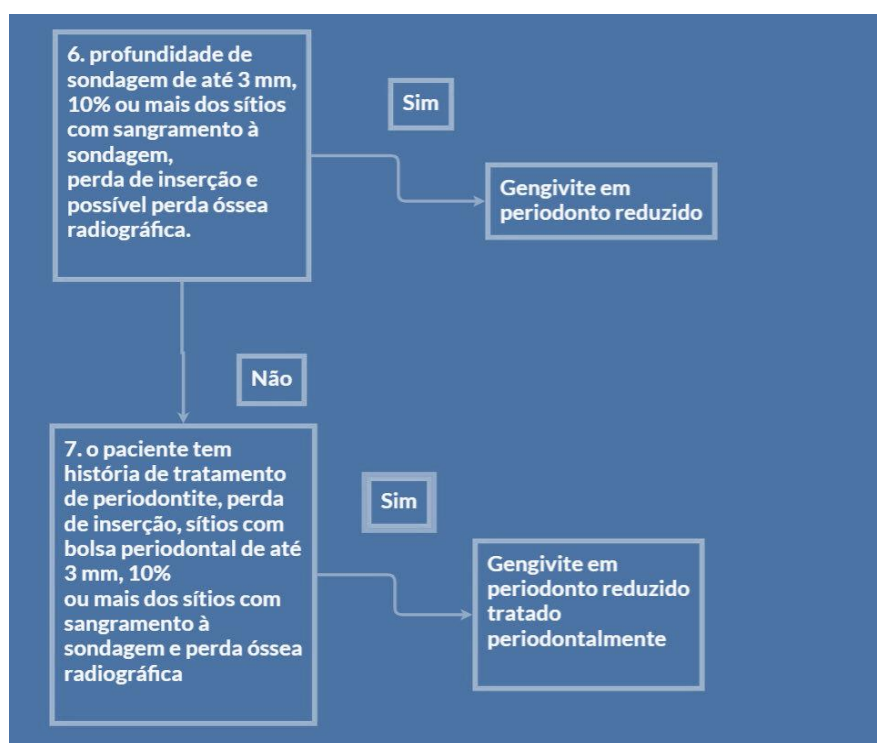 6. profundidade de
sondagem de até 3 mm,
10% ou mais dos sítios
com sangramento à
sondagem,
perda de inserção e
possível perda óssea
radiográfica.
Sim
Gengivite em
periodonto reduzido
Não
7. o paciente tem
história de tratamento
de periodontite, perda
de inserção, sítios com
bolsa periodontal de até
3 mm, 10%
ou mais dos sítios com
sangramento à
sondagem e perda óssea
radiográfica
Sim
Gengivite em
periodonto reduzido
tratado
periodontalmente